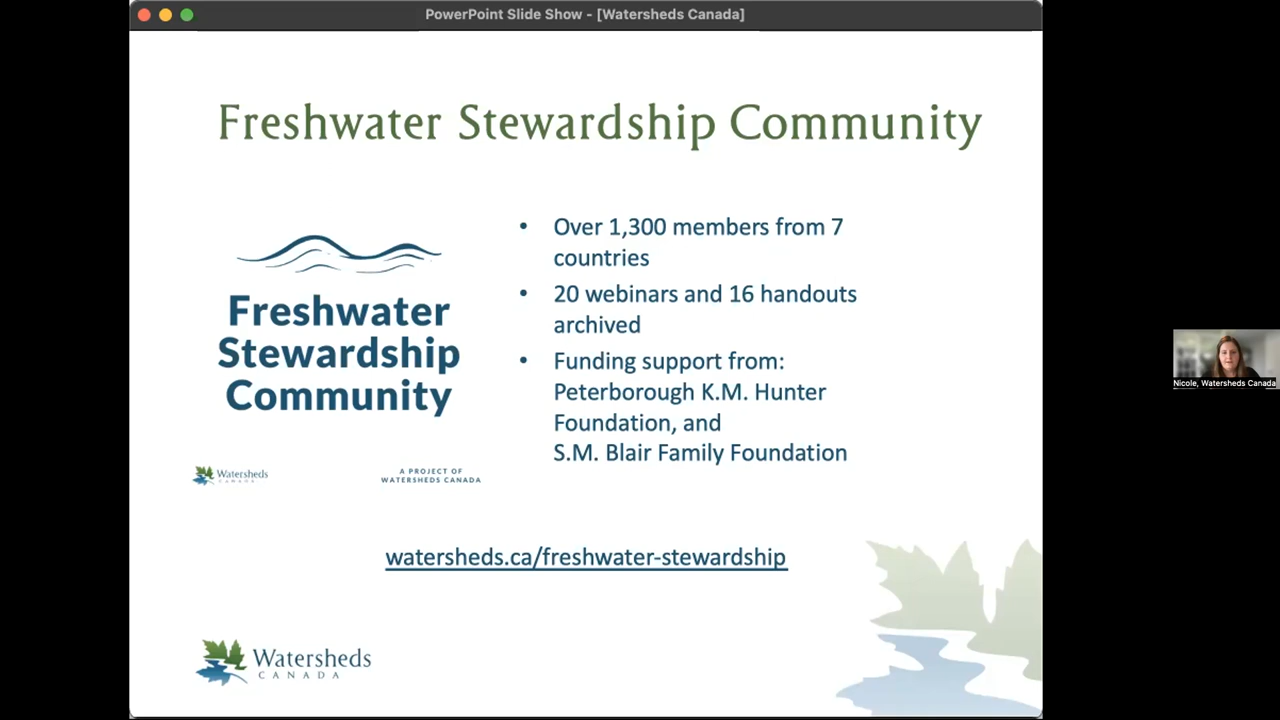 PowerPoint Slide Show - [Watersheds Canada]
Freshwater Stewardship Community
Freshwater
Stewardship
Community
Watersheds
CANADA
A PROJECT OF
WATERSHEDS CANADA
• Over 1,300 members from 7
countries
• 20 webinars and 16 handouts
archived
• Funding support from:
Peterborough K.M. Hunter
Foundation, and
S.M. Blair Family Foundation
watersheds.ca/freshwater-stewardship
Watersheds
CANADA
Nicole, Watersheds Canada